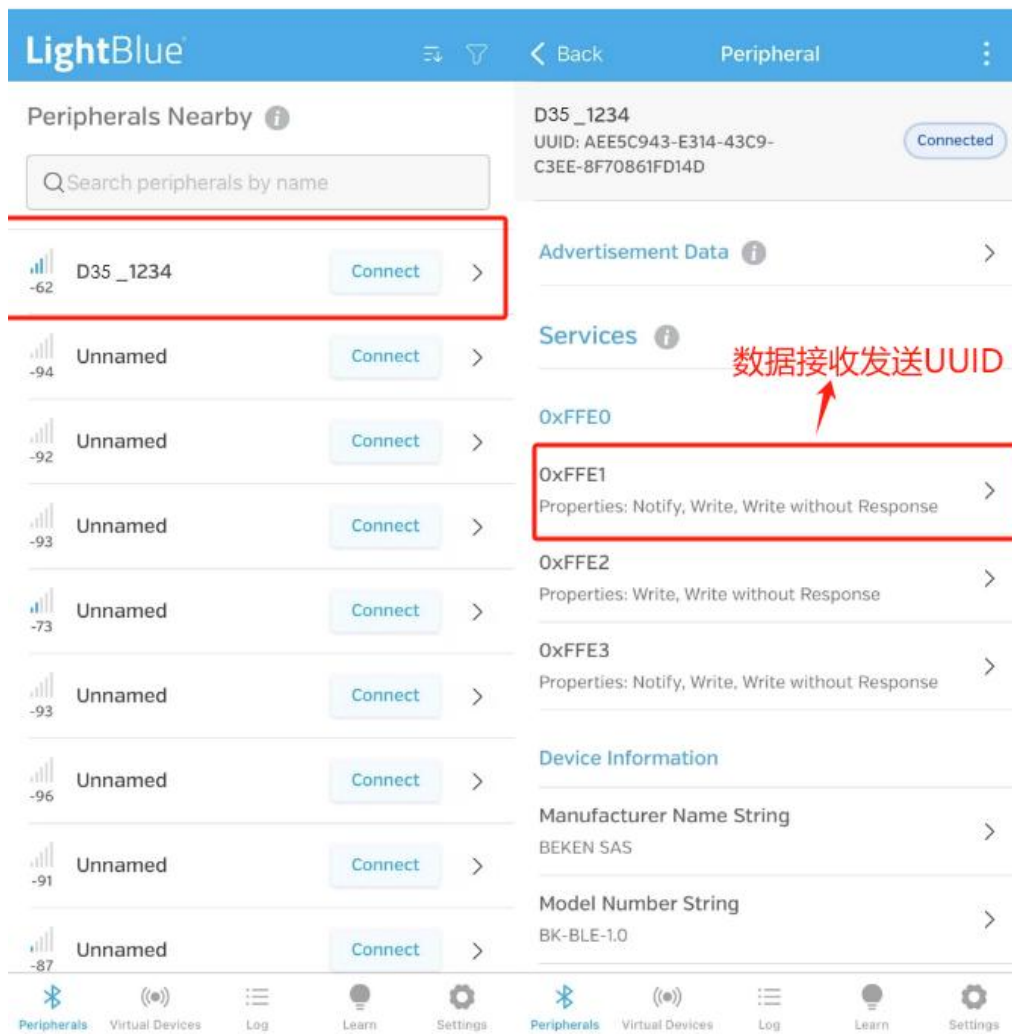 LightBlue
Peripherals Nearby
Search peripherals by name
-62
D35 _1234
Connect
-94
Unnamed
Connect
-92
Unnamed
Connect
-93
Unnamed
Connect
-73
Unnamed
Connect
-93
Unnamed
Connect
-96
Unnamed
Connect
-91
Unnamed
Connect
-87
Unnamed
Connect
Peripherals
Virtual Devices
Log
Learn
Settings
Back
Peripheral
D35 _1234
UUID: AEE5C943-E314-43C9-
C3EE-8F70861FD14D
Connected
Advertisement Data
Services
数据接收发送UUID
0xFFE0
0xFFE1
Properties: Notify, Write, Write without Response
0xFFE2
Properties: Write, Write without Response
0xFFE3
Properties: Notify, Write, Write without Response
Device Information
Manufacturer Name String
BEKEN SAS
Model Number String
BK-BLE-1.0
Peripherals
Virtual Devices
Log
Learn
Settings